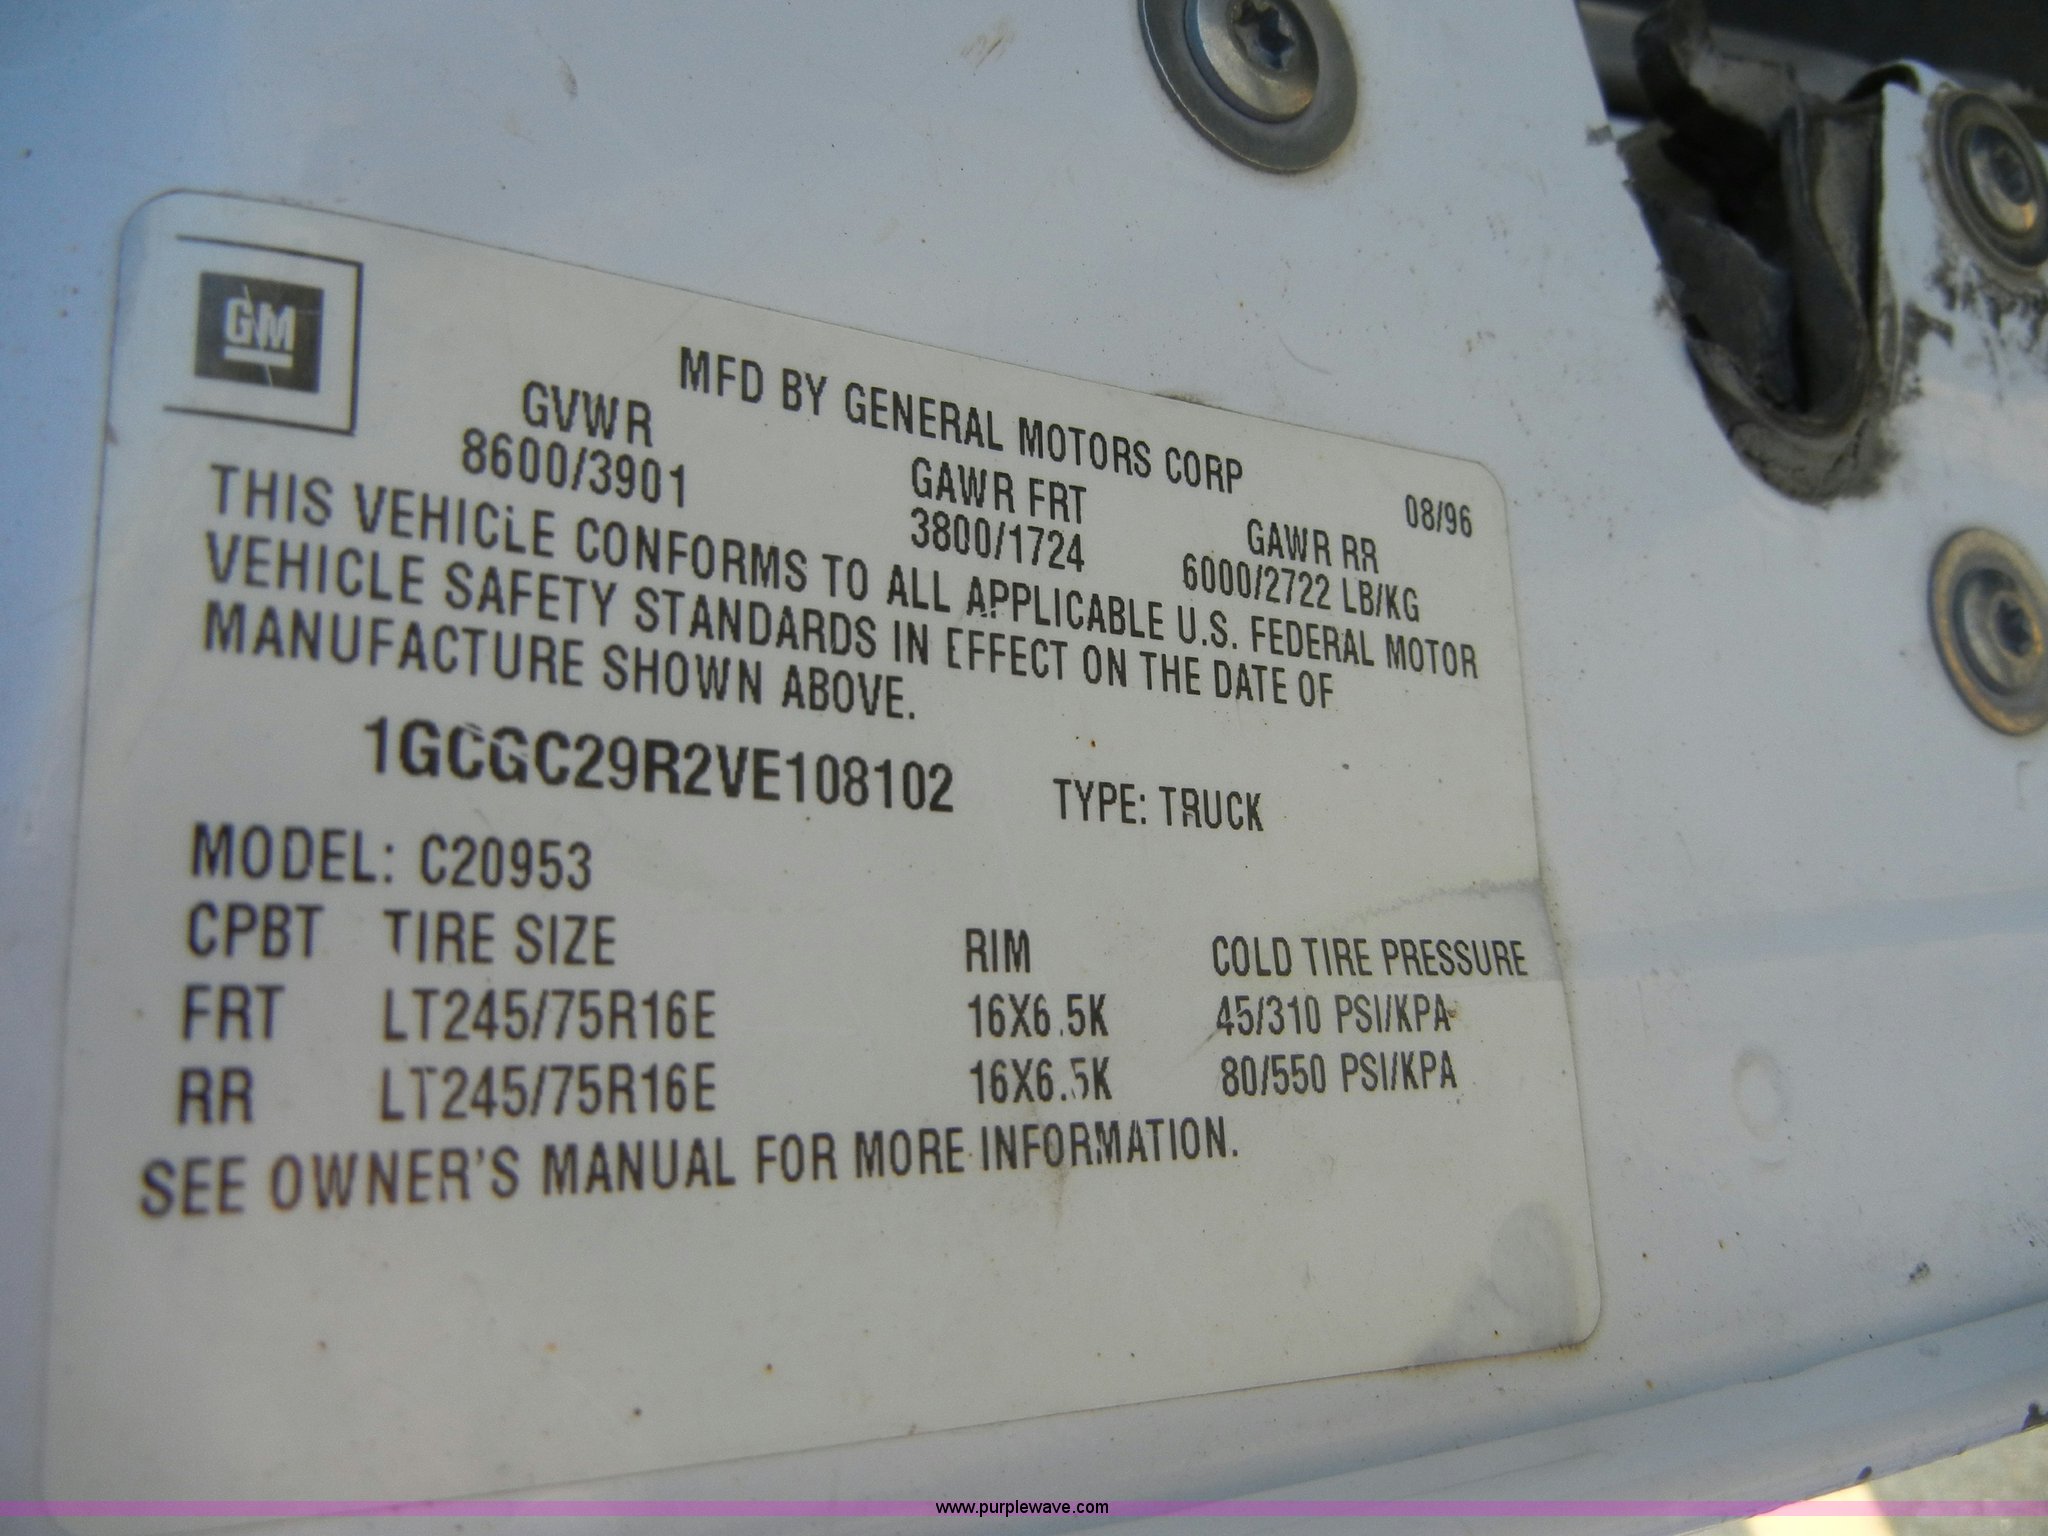 GM
MFD BY GENERAL MOTORS CORP 08/96
GVWR GAWR FRT GAWR RR
8600/3901 3800/1724 6000/2722 LB/KG
THIS VEHICLE CONFORMS TO ALL APPLICABLE U.S. FEDERAL MOTOR
VEHICLE SAFETY STANDARDS IN EFFECT ON THE DATE OF
MANUFACTURE SHOWN ABOVE.
1GCGC29R2VE108102 TYPE: TRUCK
MODEL: C20953
CPBT TIRE SIZE RIM COLD TIRE PRESSURE
FRT LT245/75R16E 16X6.5K 45/310 PSI/KPA
RR LT245/75R16E 16X6.5K 80/550 PSI/KPA
SEE OWNER'S MANUAL FOR MORE INFORMATION.
www.purplewave.com